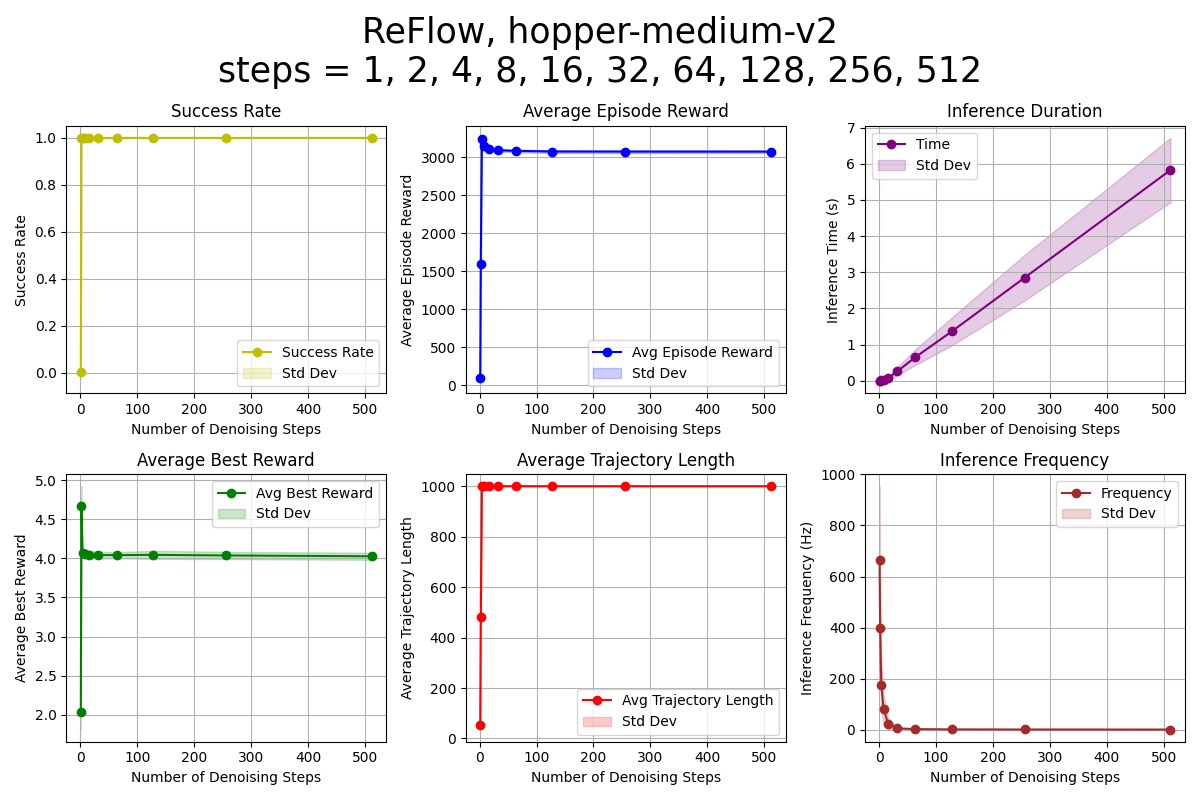 ReFlow, hopper-medium-v2
steps = 1, 2, 4, 8, 16, 32, 64, 128, 256, 512
Success Rate
Success Rate
1.0
0.8
0.6
0.4
0.2
0.0
0 100 200 300 400 500
Number of Denoising Steps
Success Rate
Std Dev
Average Episode Reward
Average Episode Reward
3000
2500
2000
1500
1000
500
0
0 100 200 300 400 500
Number of Denoising Steps
Avg Episode Reward
Std Dev
Inference Duration
Inference Time (s)
7
6
5
4
3
2
1
0
0 100 200 300 400 500
Number of Denoising Steps
Time
Std Dev
Average Best Reward
Average Best Reward
5.0
4.5
4.0
3.5
3.0
2.5
2.0
0 100 200 300 400 500
Number of Denoising Steps
Avg Best Reward
Std Dev
Average Trajectory Length
Average Trajectory Length
1000
800
600
400
200
0
0 100 200 300 400 500
Number of Denoising Steps
Avg Trajectory Length
Std Dev
Inference Frequency
Inference Frequency (Hz)
1000
800
600
400
200
0
0 100 200 300 400 500
Number of Denoising Steps
Frequency
Std Dev